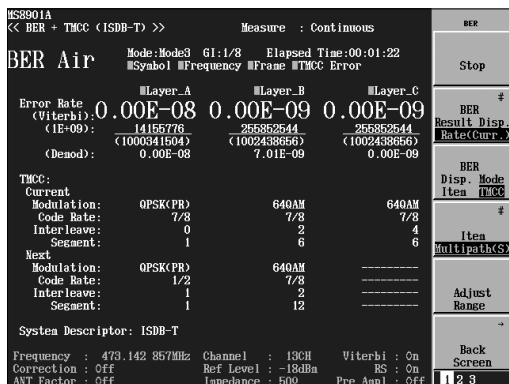 MS8901A
<< BER + TMCC (ISDB-T) >> Measure : Continuous
BER Air Mode:Mode3 GI:1/8 Elapsed Time:00:01:22
■Symbol ■Frequency ■Frame ■TMCC Error
■Layer_A ■Layer_B ■Layer_C
Error Rate
(Viterbi): 0.00E-08 0.00E-09 0.00E-09
(1E+09): 14155776 255852544 255852544
(1000341504) (1002438656) (1002438656)
(Demod): 0.00E-08 7.01E-09 0.00E-09
TMCC:
Current
Modulation: QPSK(PR) 64QAM 64QAM
Code Rate: 7/8 7/8 7/8
Interleave: 0 2 4
Segment: 1 6 6
Next
Modulation: QPSK(PR) 64QAM ---------
Code Rate: 1/2 7/8 ---------
Interleave: 1 2 ---------
Segment: 1 12 ---------
System Descriptor: ISDB-T
Frequency : 473.142 857MHz Channel : 13CH Viterbi : On
Correction : Off Ref Level : -18dBm RS : On
ANT Factor : Off Impedance : 50Ω Pre Ampl : Off
BER
Stop
#
BER
Result Disp.
Rate(Curr.)
BER
Disp. Mode
Item TMCC
#
Item
Multipath(S)
Adjust
Range
→
Back
Screen
1 2 3